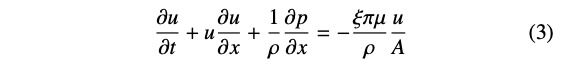 ∂u/∂t + u ∂u/∂x + 1/ρ ∂p/∂x = − ξπμ/ρ u/A (3)